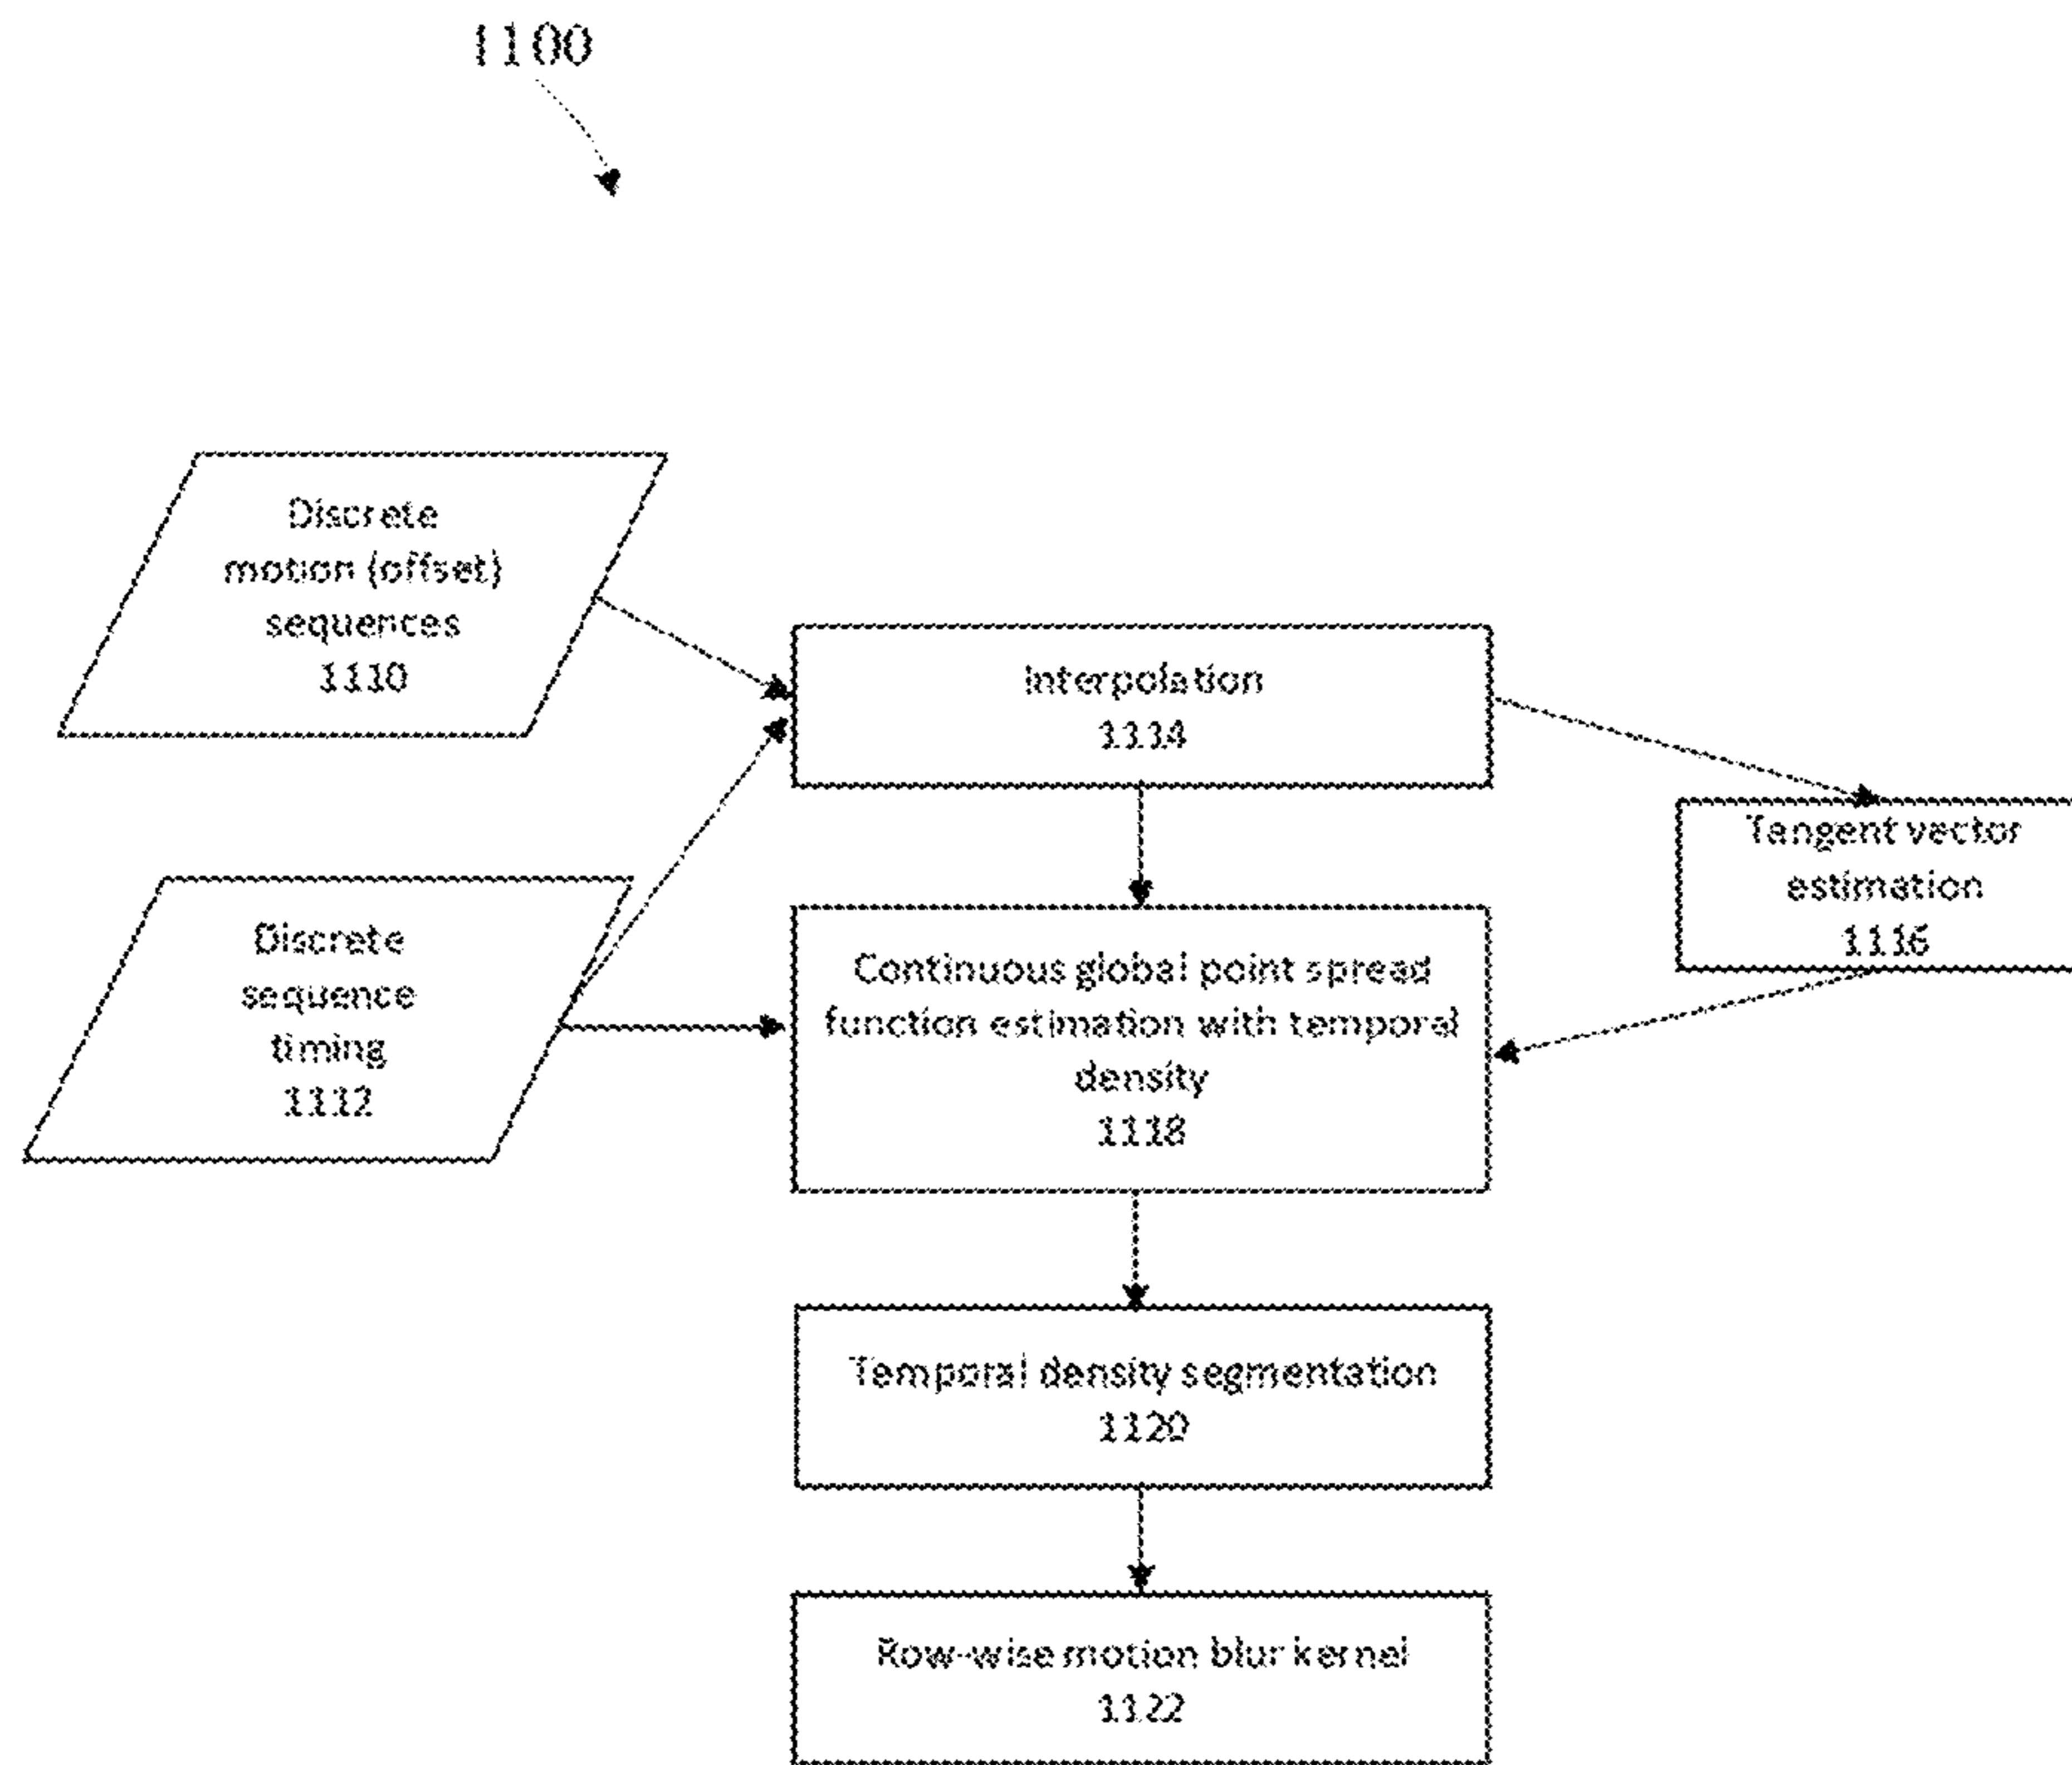 1100
Discrete
motion (offset)
sequences
1110
Interpolation
1114
Tangent vector
estimation
1116
Discrete
sequence
timing
1112
Continuous global point spread
function estimation with temporal
density
1118
Temporal density segmentation
1120
Row-wise motion blur kernel
1122